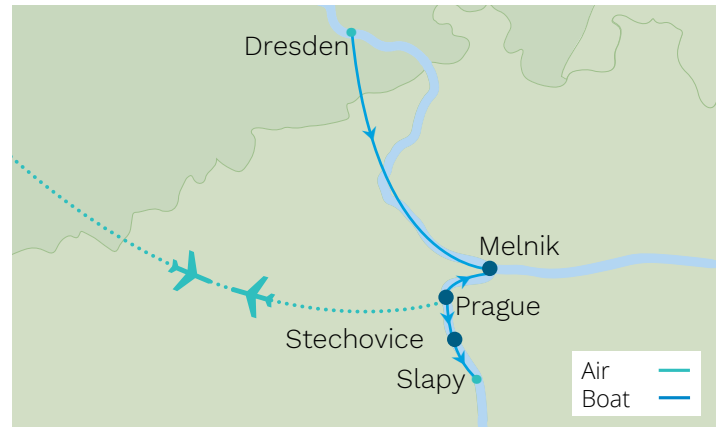 Dresden
Melnik
Prague
Stechovice
Slapy
Air
Boat